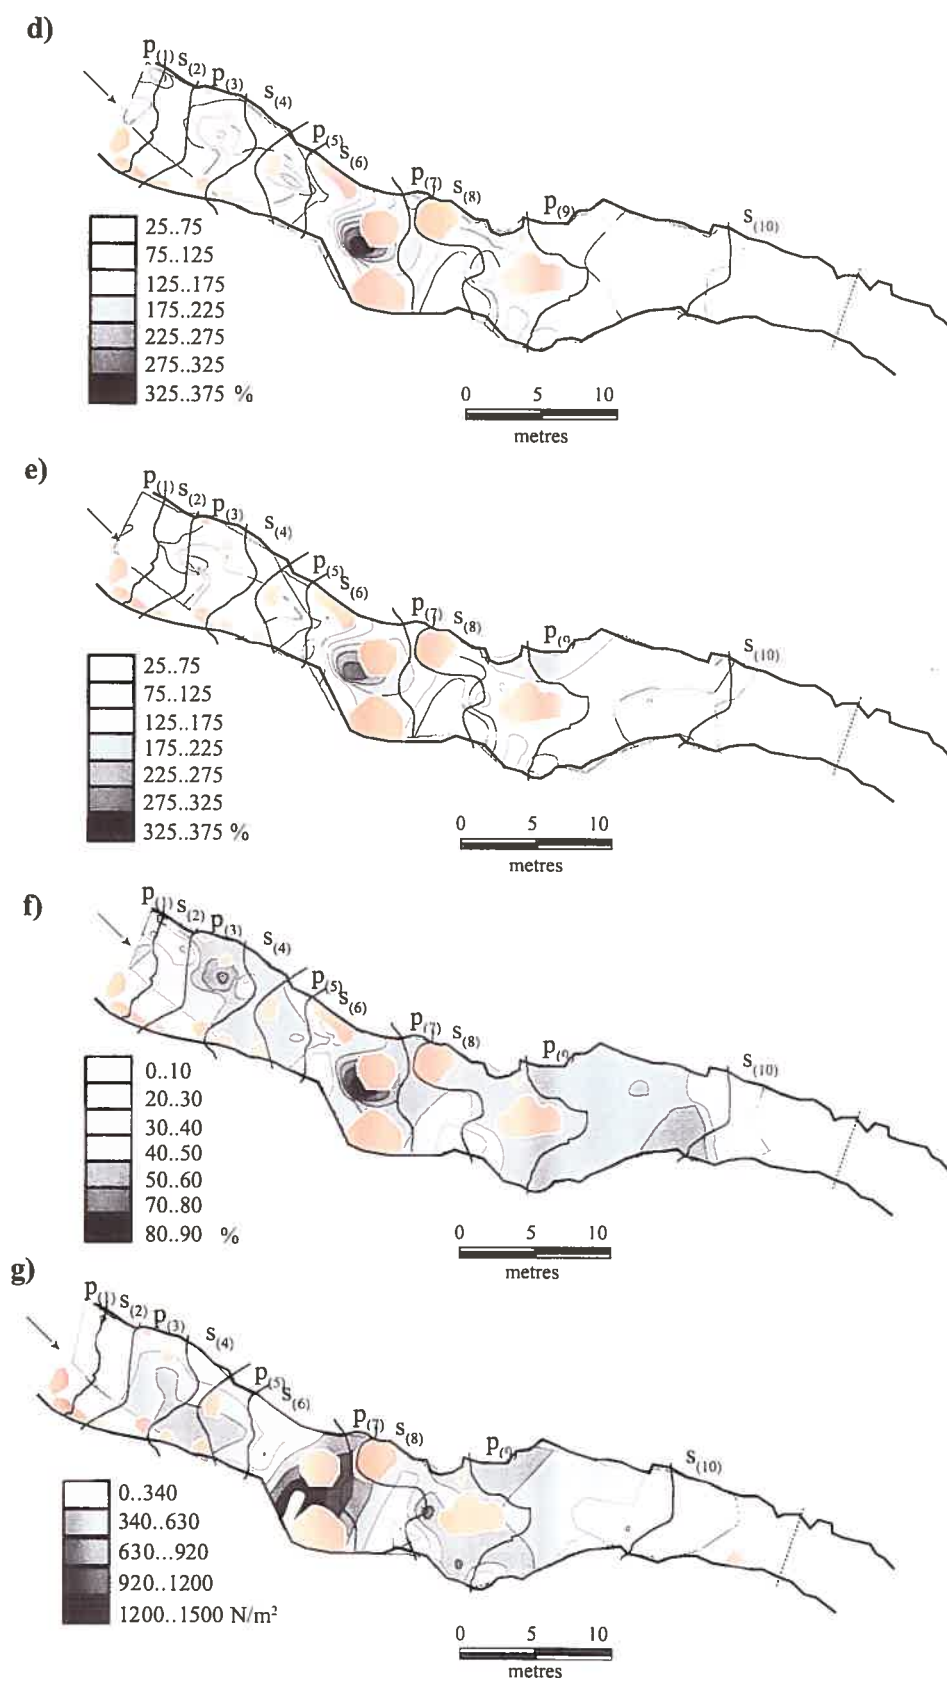 d)
p(1) s(2) p(3) s(4) p(5) s(6) p(7) s(8) p(9) s(10)
25..75
75..125
125..175
175..225
225..275
275..325
325..375 %
0 5 10
metres
e)
p(1) s(2) p(3) s(4) p(5) s(6) p(7) s(8) p(9 s(10)
25..75
75..125
125..175
175..225
225..275
275..325
325..375 %
0 5 10
metres
f)
p(1) s(2) p(3) s(4) p(5) s(6) p(7) s(8) p(9 s(10)
0..10
20..30
30..40
40..50
50..60
70..80
80..90 %
0 5 10
metres
g)
p(1) s(2) p(3) s(4) p(5) s(6) p(7) s(8) p(9 s(10)
0..340
340..630
630...920
920..1200
1200..1500 N/m²
0 5 10
metres